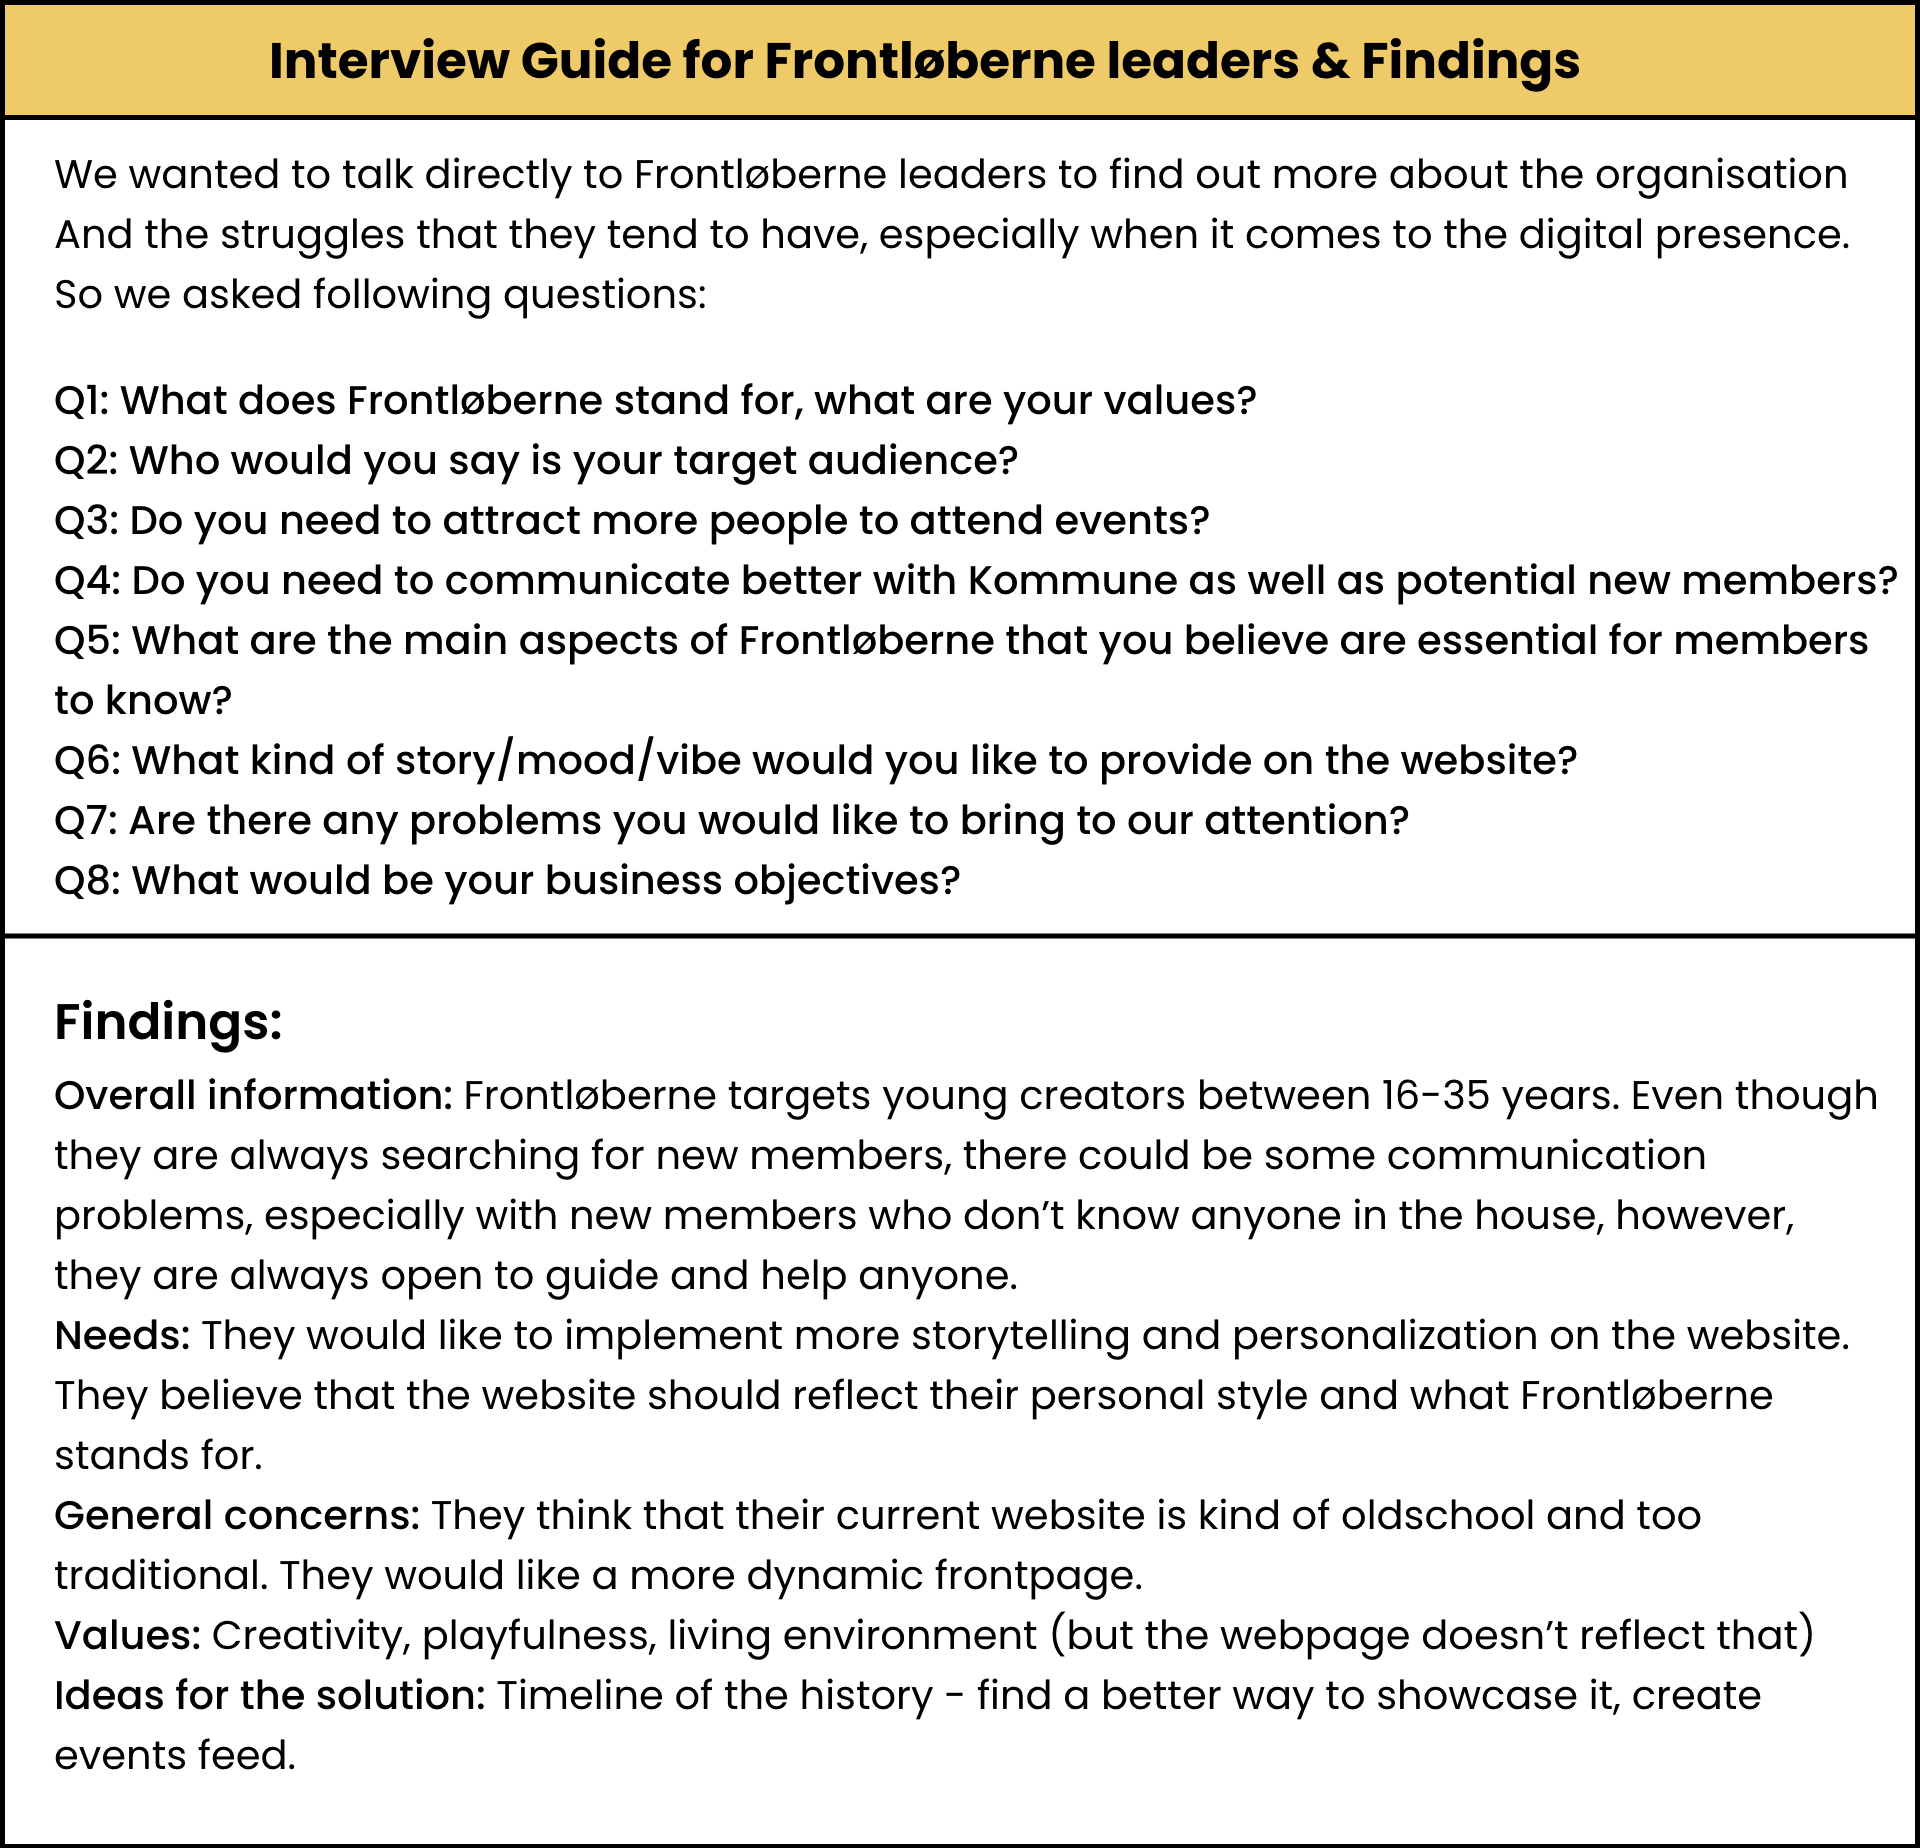 Interview Guide for Frontløberne leaders & Findings
We wanted to talk directly to Frontløberne leaders to find out more about the organisation
And the struggles that they tend to have, especially when it comes to the digital presence.
So we asked following questions:
Q1: What does Frontløberne stand for, what are your values?
Q2: Who would you say is your target audience?
Q3: Do you need to attract more people to attend events?
Q4: Do you need to communicate better with Kommune as well as potential new members?
Q5: What are the main aspects of Frontløberne that you believe are essential for members
to know?
Q6: What kind of story/mood/vibe would you like to provide on the website?
Q7: Are there any problems you would like to bring to our attention?
Q8: What would be your business objectives?
Findings:
Overall information: Frontløberne targets young creators between 16-35 years. Even though
they are always searching for new members, there could be some communication
problems, especially with new members who don’t know anyone in the house, however,
they are always open to guide and help anyone.
Needs: They would like to implement more storytelling and personalization on the website.
They believe that the website should reflect their personal style and what Frontløberne
stands for.
General concerns: They think that their current website is kind of oldschool and too
traditional. They would like a more dynamic frontpage.
Values: Creativity, playfulness, living environment (but the webpage doesn’t reflect that)
Ideas for the solution: Timeline of the history - find a better way to showcase it, create
events feed.